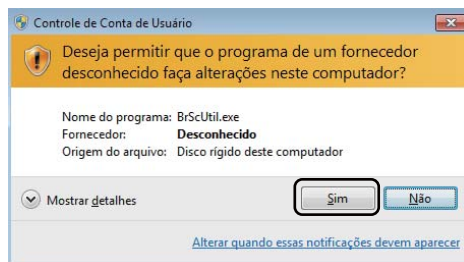 Controle de Conta de Usuário
Deseja permitir que o programa de um fornecedor
desconhecido faça alterações neste computador?
Nome do programa: BrScUtil.exe
Fornecedor: Desconhecido
Origem do arquivo: Disco rígido deste computador
Mostrar detalhes
Sim Não
Alterar quando essas notificações devem aparecer